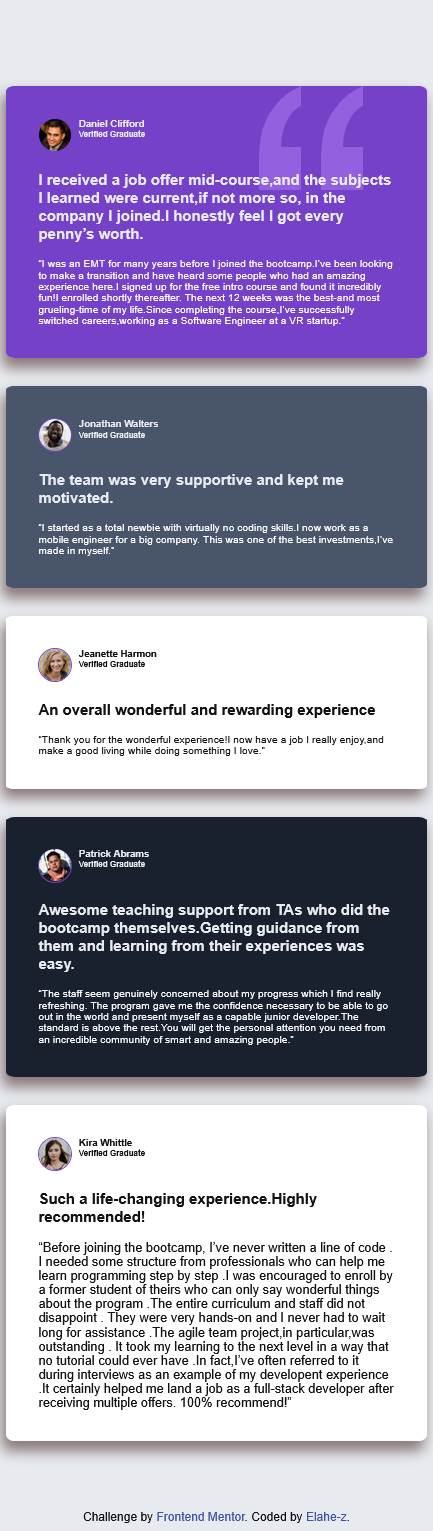 Daniel Clifford
Verified Graduate
I received a job offer mid-course,and the subjects
I learned were current,if not more so, in the
company I joined.I honestly feel I got every
penny's worth.
“I was an EMT for many years before I joined the bootcamp.I've been looking
to make a transition and have heard some people who had an amazing
experience here.I signed up for the free intro course and found it incredibly
fun!I enrolled shortly thereafter. The next 12 weeks was the best-and most
grueling-time of my life.Since completing the course,I've successfully
switched careers,working as a Software Engineer at a VR startup.”
Jonathan Walters
Verified Graduate
The team was very supportive and kept me
motivated.
“I started as a total newbie with virtually no coding skills.I now work as a
mobile engineer for a big company. This was one of the best investments,I've
made in myself.”
Jeanette Harmon
Verified Graduate
An overall wonderful and rewarding experience
“Thank you for the wonderful experience!I now have a job I really enjoy,and
make a good living while doing something I love.”
Patrick Abrams
Verified Graduate
Awesome teaching support from TAs who did the
bootcamp themselves.Getting guidance from
them and learning from their experiences was
easy.
“The staff seem genuinely concerned about my progress which I find really
refreshing. The program gave me the confidence necessary to be able to go
out in the world and present myself as a capable junior developer.The
standard is above the rest.You will get the personal attention you need from
an incredible community of smart and amazing people.”
Kira Whittle
Verified Graduate
Such a life-changing experience.Highly
recommended!
“Before joining the bootcamp, I've never written a line of code .
I needed some structure from professionals who can help me
learn programming step by step .I was encouraged to enroll by
a former student of theirs who can only say wonderful things
about the program .The entire curriculum and staff did not
disappoint . They were very hands-on and I never had to wait
long for assistance .The agile team project,in particular,was
outstanding . It took my learning to the next level in a way that
no tutorial could ever have .In fact,I've often referred to it
during interviews as an example of my developent experience
.It certainly helped me land a job as a full-stack developer after
receiving multiple offers. 100% recommend!”
Challenge by Frontend Mentor. Coded by Elahe-z.